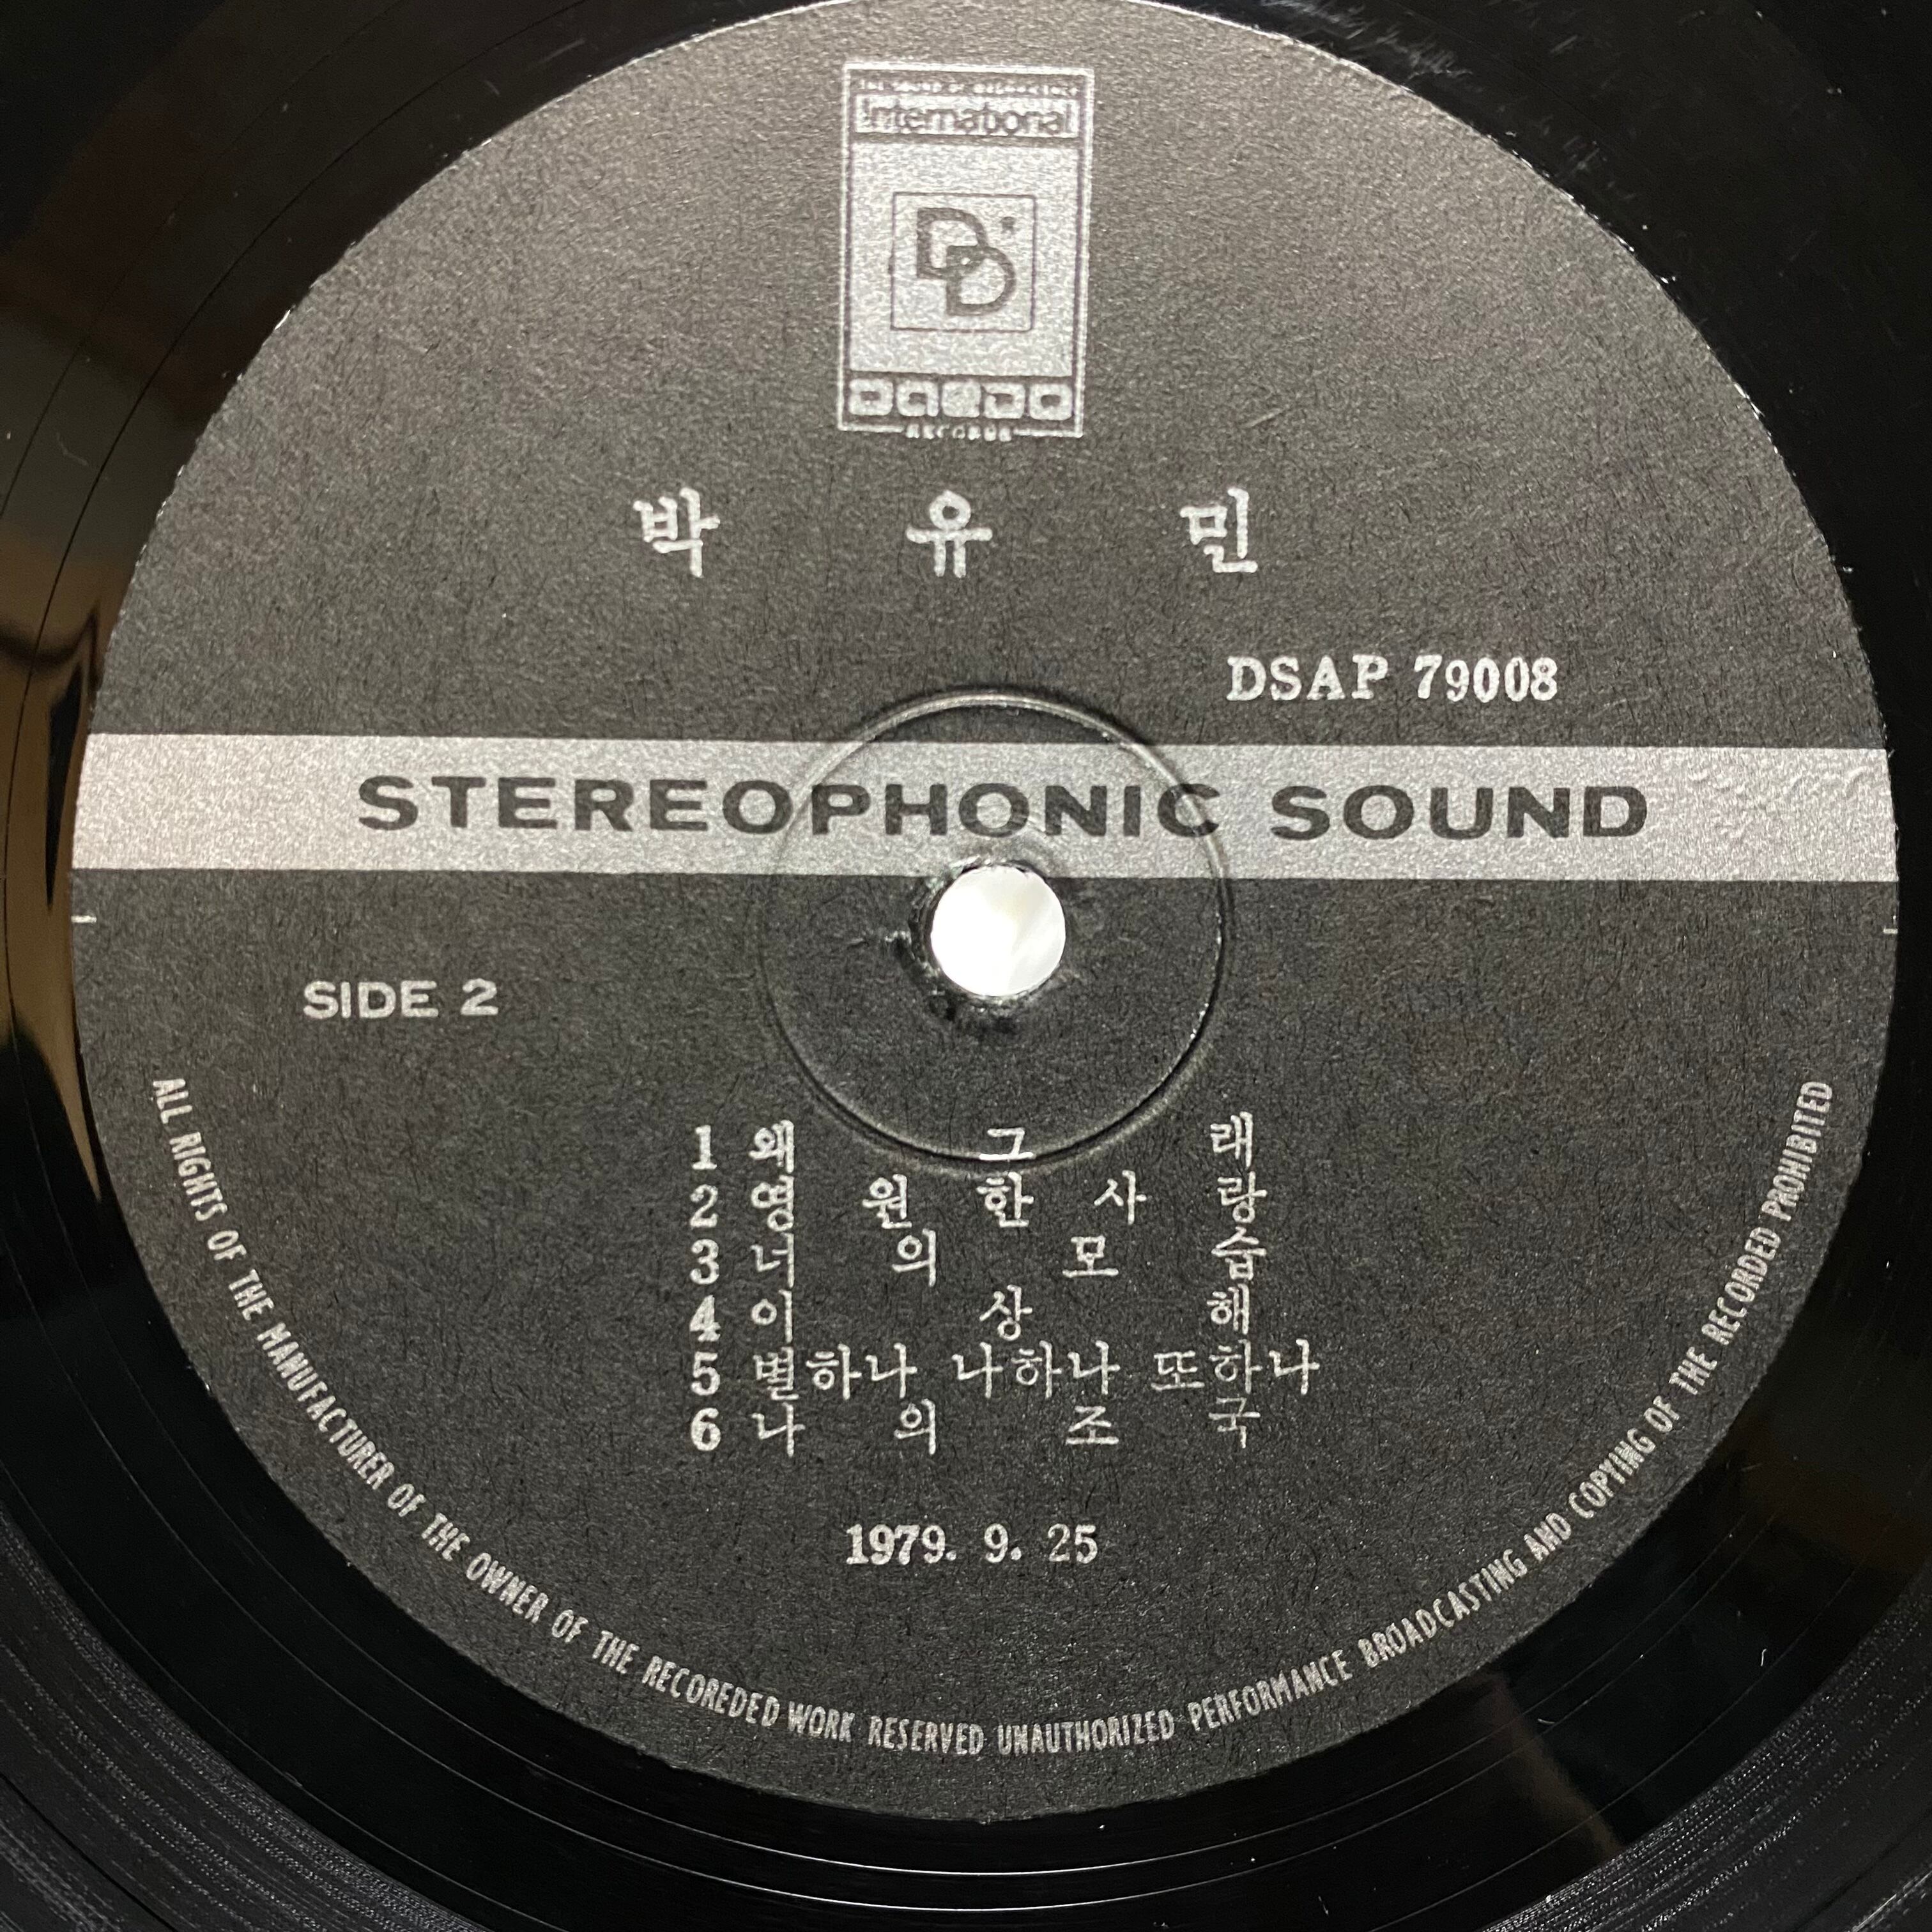 International
DD
DAEDO
RECORDS
박 유 민
DSAP 79008
STEREOPHONIC SOUND
SIDE 2
1 왜 그 래
2 영 원 한 사 랑
3 너 의 모 습
4 이 상 해
5 별하나 나하나 또하나
6 나 의 조 국
1979. 9. 25
ALL RIGHTS OF THE MANUFACTURER OF THE OWNER OF THE RECOREDED WORK RESERVED UNAUTHORIZED PERFORMANCE BROADCASTING AND COPYING OF THE RECORDED PROHIBITED